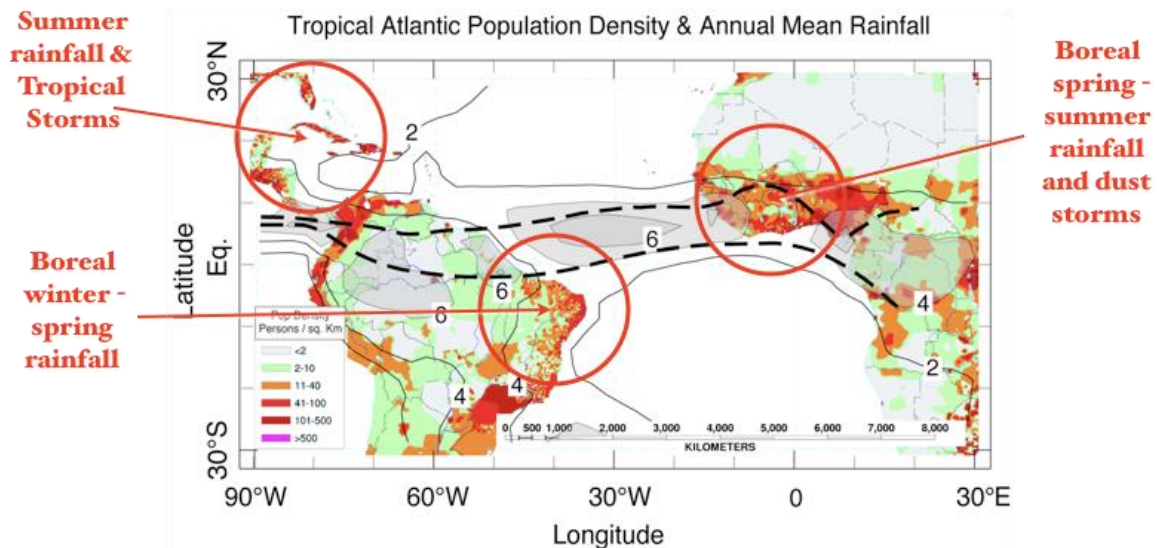 Tropical Atlantic Population Density & Annual Mean Rainfall
Summer
rainfall &
Tropical
Storms
Boreal
spring -
summer
rainfall
and dust
storms
Boreal
winter -
spring
rainfall
30°N
Eq.
30°S
Latitude
2
6
6
6
4
4
4
2
Pop Density
Persons / sq. Km
<2
2-10
11-40
41-100
101-500
>500
0 500 1,000 2,000 3,000 4,000 5,000 6,000 7,000 8,000
KILOMETERS
90°W 60°W 30°W 0 30°E
Longitude